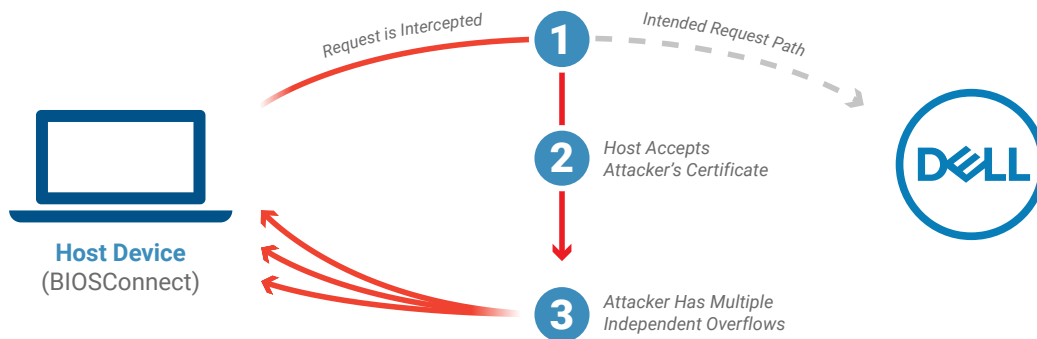 Request is Intercepted
1
Intended Request Path
2
Host Accepts
Attacker's Certificate
DELL
Host Device
(BIOSConnect)
3
Attacker Has Multiple
Independent Overflows